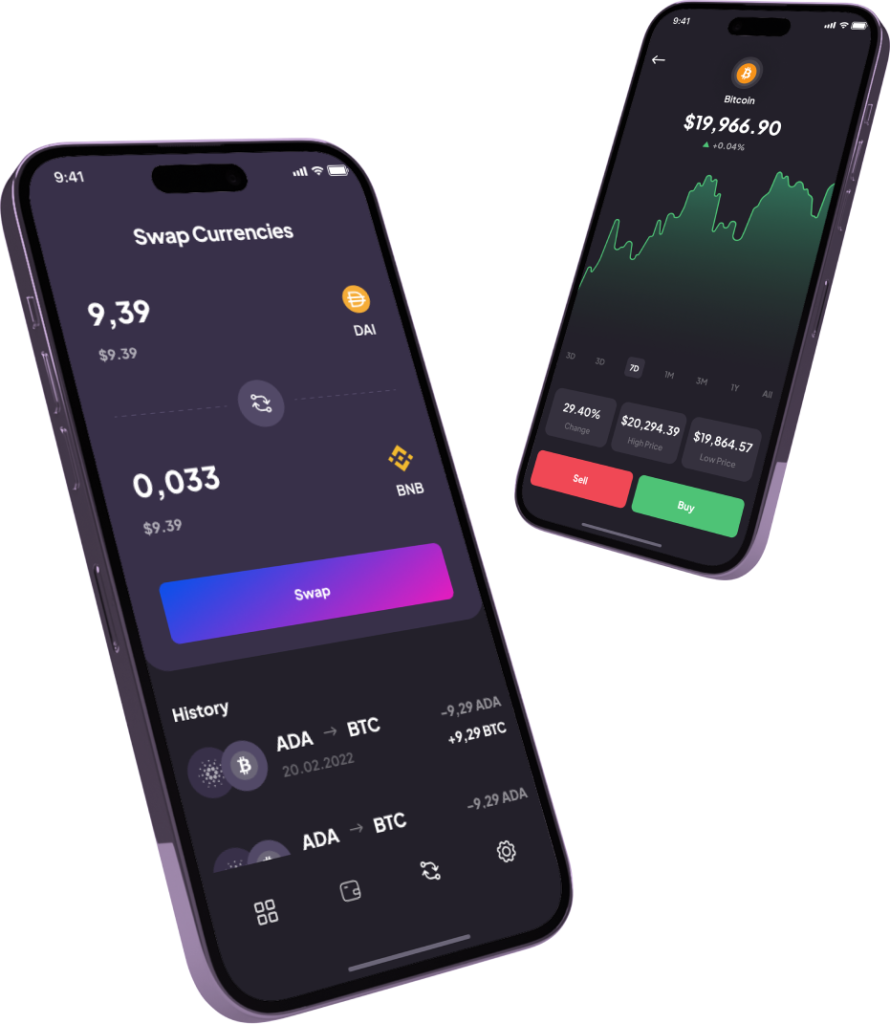 9:41
Swap Currencies
9,39
$9.39
DAI
0,033
$9.39
BNB
Swap
History
ADA → BTC
20.02.2022
-9,29 ADA
+9,29 BTC
ADA → BTC
-9,29 ADA
9:41
Bitcoin
$19,966.90
+0.04%
3D 3D 7D 1M 3M 1Y All
29.40%
Change
$20,294.39
High Price
$19,864.57
Low Price
Sell
Buy